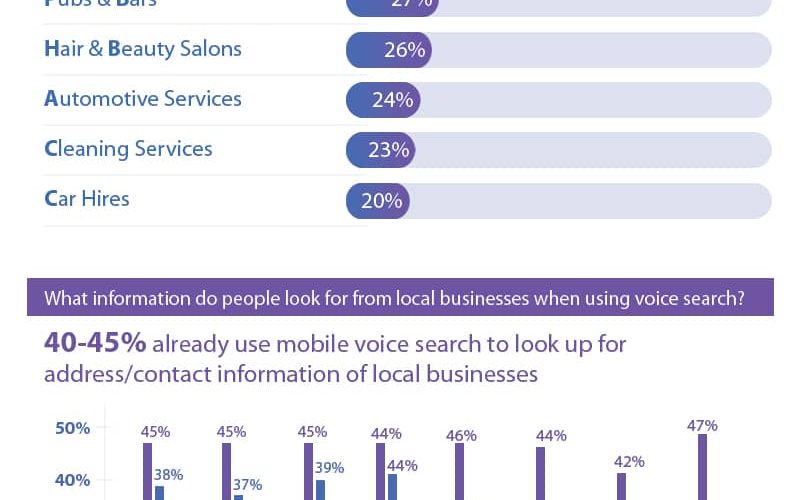 Pubs & Bars 27%
Hair & Beauty Salons 26%
Automotive Services 24%
Cleaning Services 23%
Car Hires 20%
What information do people look for from local businesses when using voice search?
40-45% already use mobile voice search to look up for
address/contact information of local businesses
50%
45% 45% 45% 44% 46% 44% 42% 47%
38% 37% 39% 44%
40%